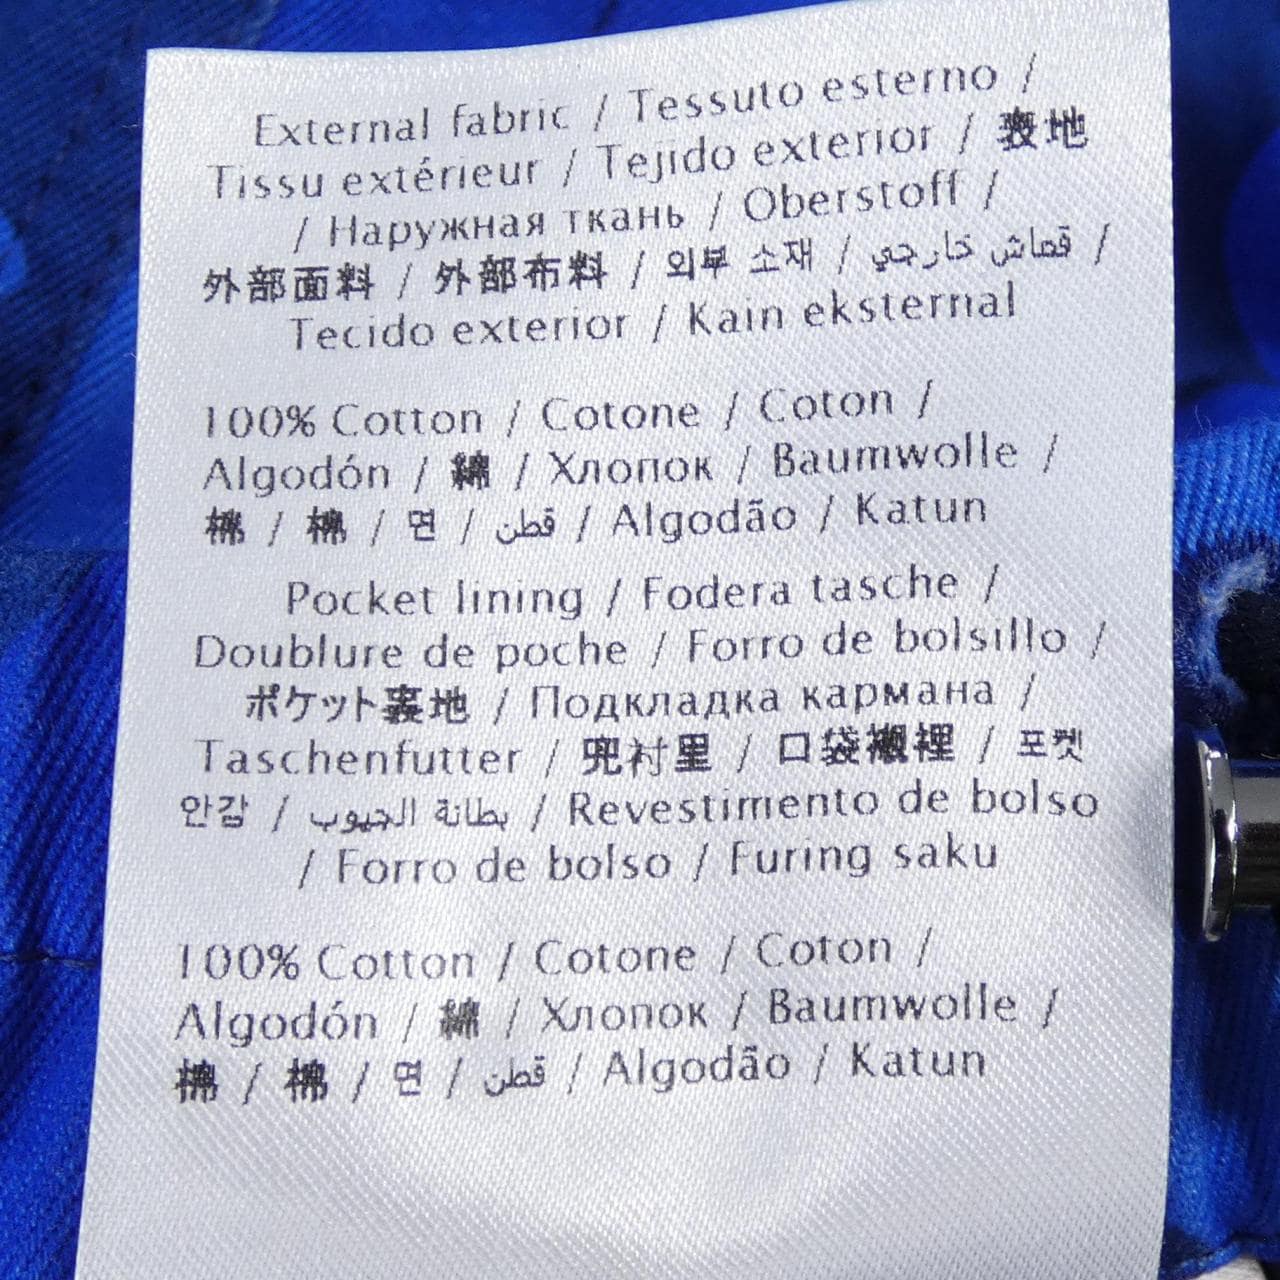 External fabric / Tessuto esterno /
Tissu extérieur / Tejido exterior / 表地
/ Наружная ткань / Oberstoff /
外部面料 / 外部布料 / 외부 소재 / قماش خارجي /
Tecido exterior / Kain eksternal
100% Cotton / Cotone / Coton /
Algodón / 綿 / Хлопок / Baumwolle /
棉 / 棉 / 면 / قطن / Algodão / Katun
Pocket lining / Fodera tasche /
Doublure de poche / Forro de bolsillo /
ポケット裏地 / Подкладка кармана /
Taschenfutter / 兜衬里 / 口袋襯裡 / 포켓
안감 / بطانة الجيوب / Revestimento de bolso
/ Forro de bolso / Furing saku
100% Cotton / Cotone / Coton /
Algodón / 綿 / Хлопок / Baumwolle /
棉 / 棉 / 면 / قطن / Algodão / Katun